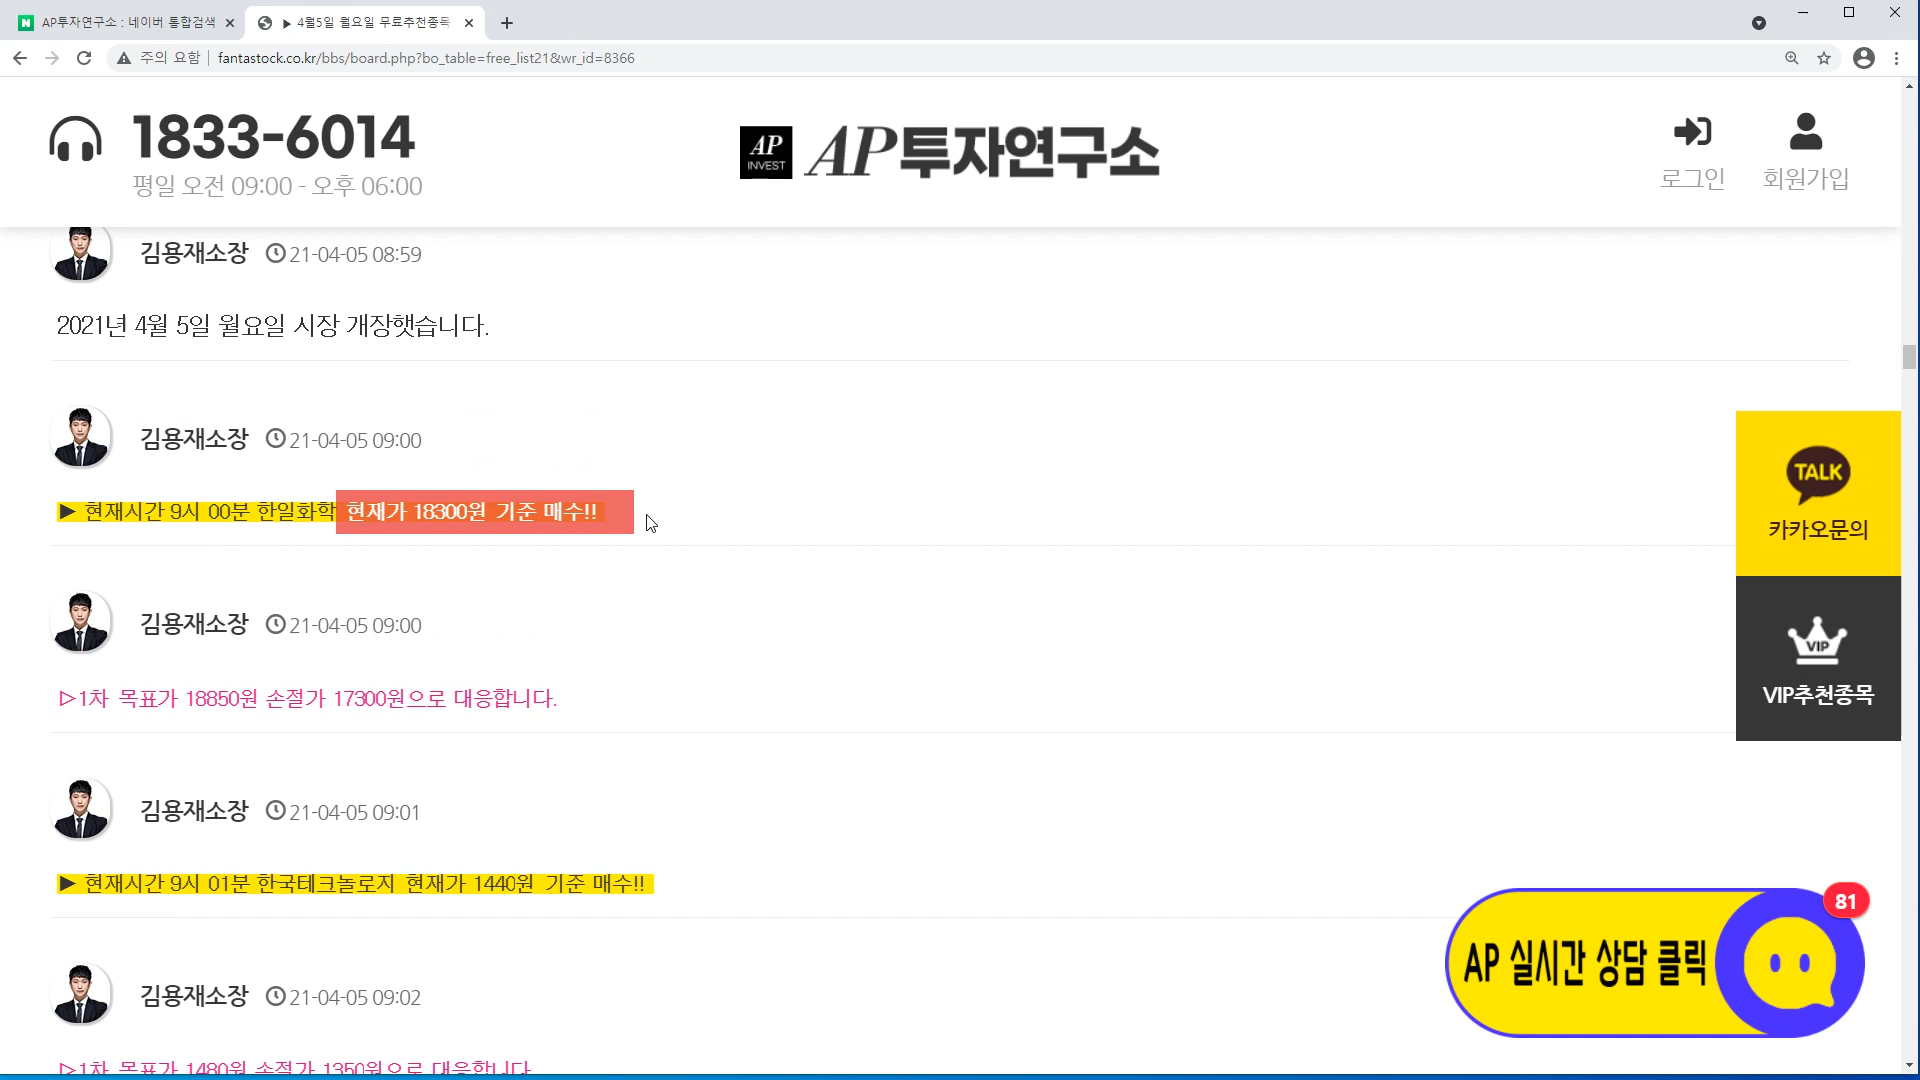 AP투자연구소 : 네이버 통합검색
▶ 4월5일 월요일 무료추천종목
주의 요함
fantastock.co.kr/bbs/board.php?bo_table=free_list21&wr_id=8366
1833-6014
평일 오전 09:00 - 오후 06:00
AP
INVEST
AP투자연구소
로그인
회원가입
김용재소장 21-04-05 08:59
2021년 4월 5일 월요일 시장 개장했습니다.
김용재소장 21-04-05 09:00
▶ 현재시간 9시 00분 한일화학 현재가 18300원 기준 매수!!
김용재소장 21-04-05 09:00
▷1차 목표가 18850원 손절가 17300원으로 대응합니다.
김용재소장 21-04-05 09:01
▶ 현재시간 9시 01분 한국테크놀로지 현재가 1440원 기준 매수!!
김용재소장 21-04-05 09:02
▷1차 목표가 1480원 손절가 1350원으로 대응합니다
TALK
카카오문의
VIP
VIP추천종목
81
AP 실시간 상담 클릭